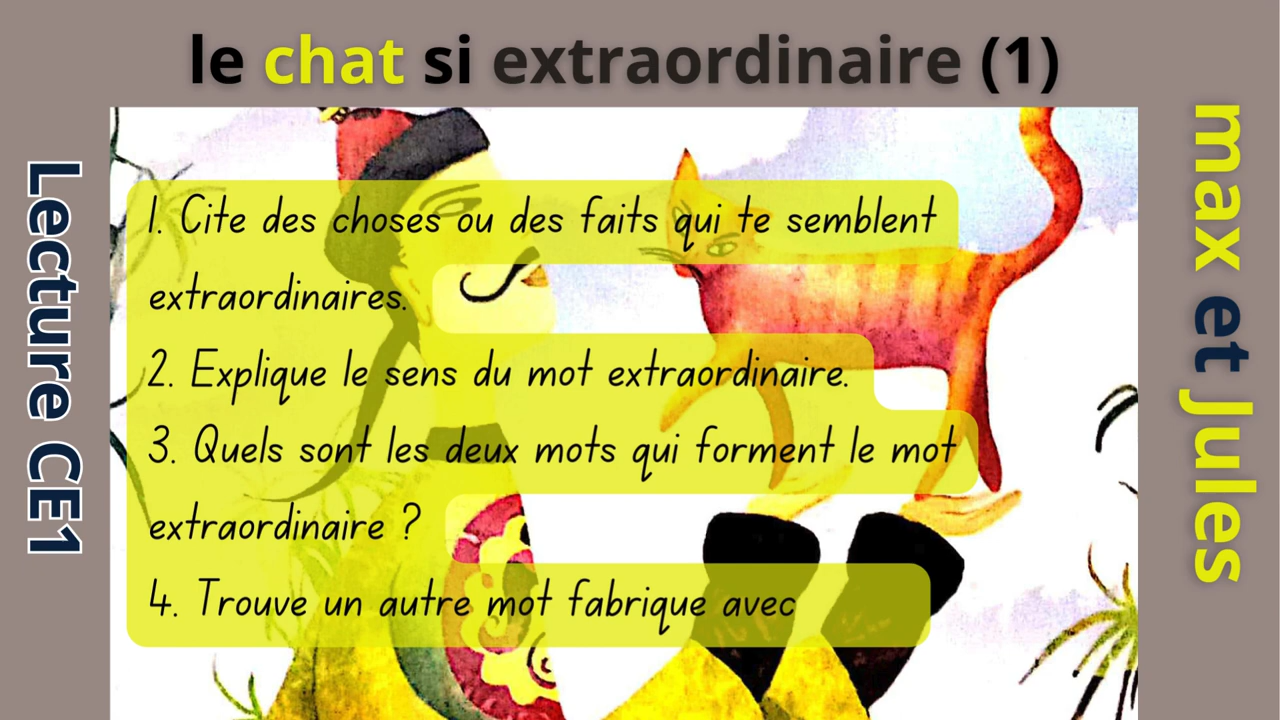 le chat si extraordinaire (1)
Lecture CE1
1. Cite des choses ou des faits qui te semblent
extraordinaires.
2. Explique le sens du mot extraordinaire.
3. Quels sont les deux mots qui forment le mot
extraordinaire ?
4. Trouve un autre mot fabrique avec
max et Jules